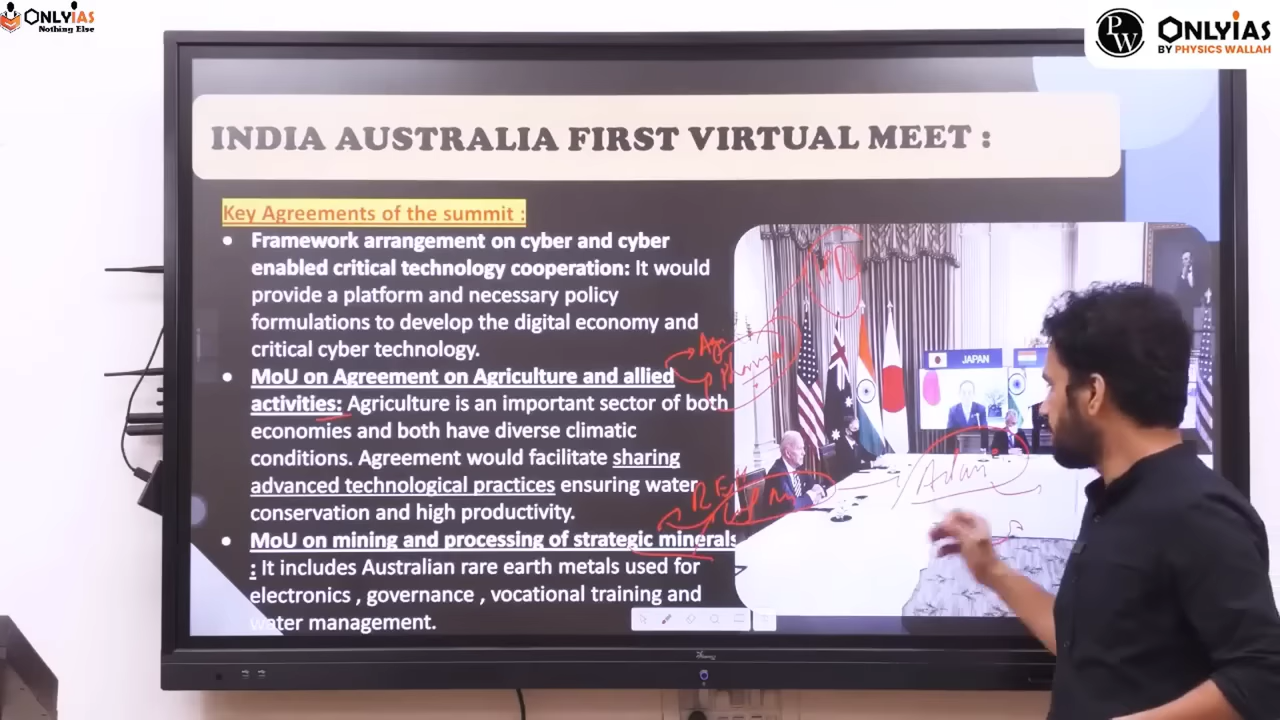 ONLYIAS
Nothing Else
PW
ONLYIAS
BY PHYSICS WALLAH
INDIA AUSTRALIA FIRST VIRTUAL MEET :
Key Agreements of the summit :
• Framework arrangement on cyber and cyber
enabled critical technology cooperation: It would
provide a platform and necessary policy
formulations to develop the digital economy and
critical cyber technology.
• MoU on Agreement on Agriculture and allied
activities: Agriculture is an important sector of both
economies and both have diverse climatic
conditions. Agreement would facilitate sharing
advanced technological practices ensuring water
conservation and high productivity.
• MoU on mining and processing of strategic minerals
: It includes Australian rare earth metals used for
electronics , governance , vocational training and
water management.
JAPAN
Pharma
Adani